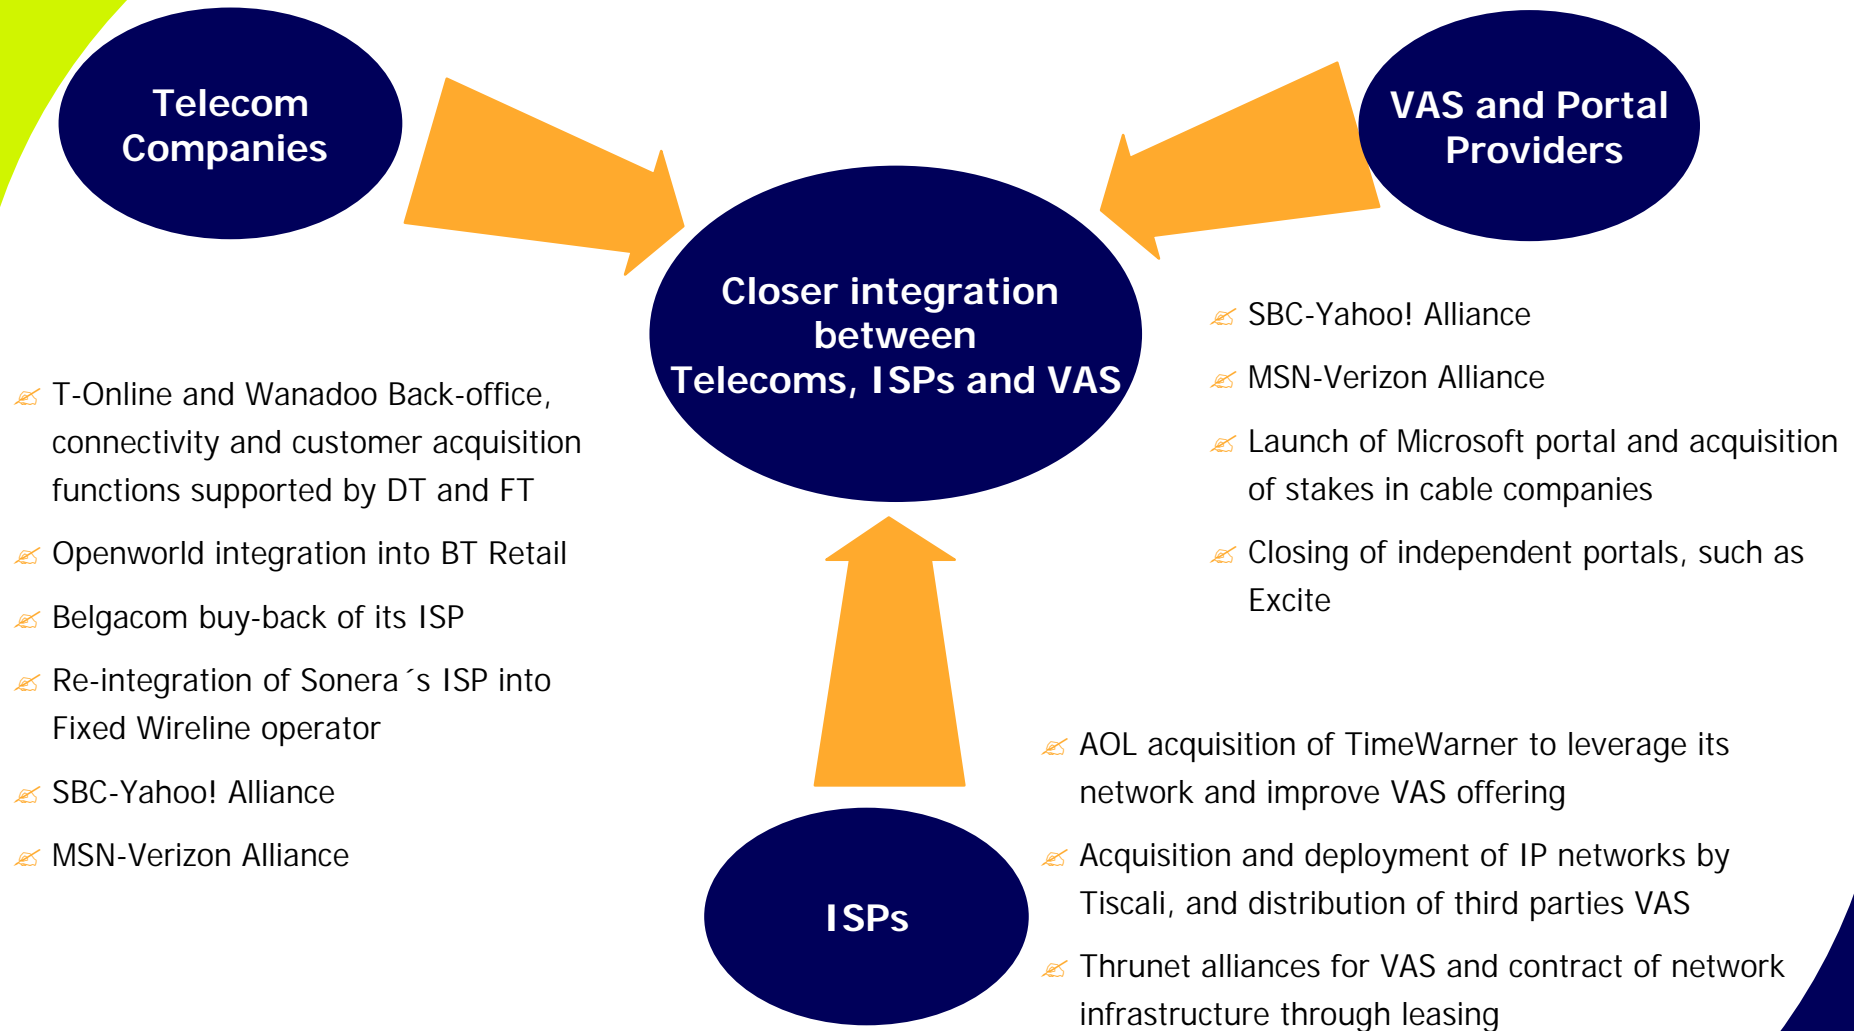 Telecom
Companies
VAS and Portal
Providers
Closer integration
between
Telecoms, ISPs and VAS
T-Online and Wanadoo Back-office,
connectivity and customer acquisition
functions supported by DT and FT
Openworld integration into BT Retail
Belgacom buy-back of its ISP
Re-integration of Sonera´s ISP into
Fixed Wireline operator
SBC-Yahoo! Alliance
MSN-Verizon Alliance
SBC-Yahoo! Alliance
MSN-Verizon Alliance
Launch of Microsoft portal and acquisition
of stakes in cable companies
Closing of independent portals, such as
Excite
ISPs
AOL acquisition of TimeWarner to leverage its
network and improve VAS offering
Acquisition and deployment of IP networks by
Tiscali, and distribution of third parties VAS
Thrunet alliances for VAS and contract of network
infrastructure through leasing